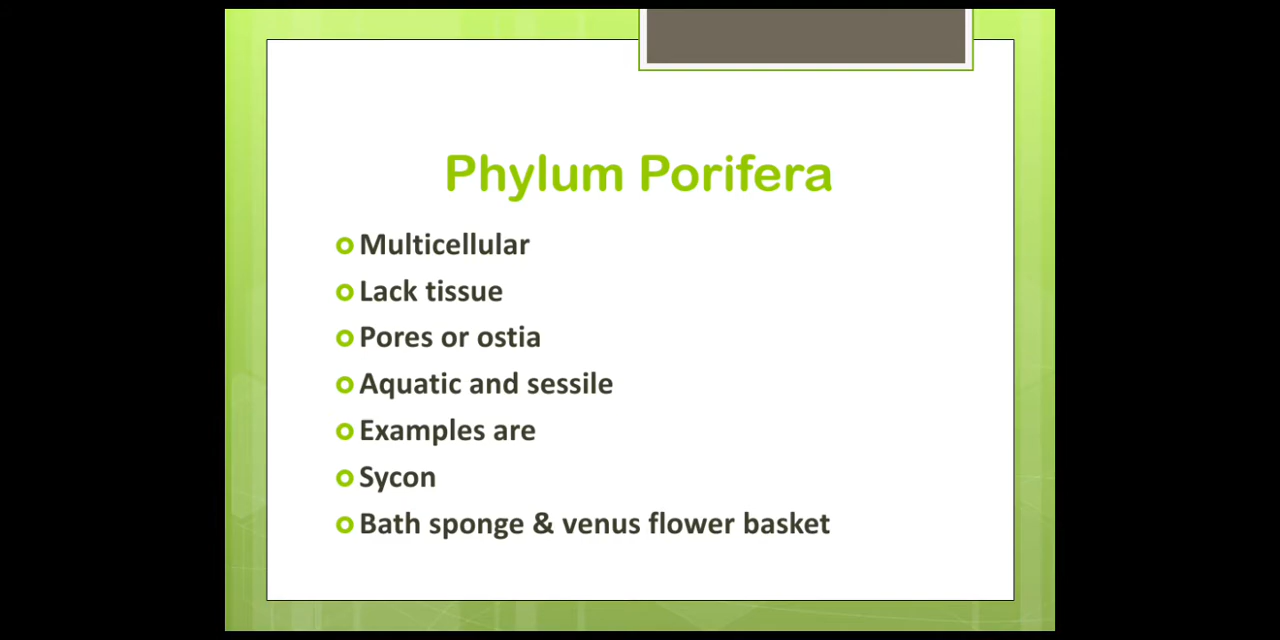 Phylum Porifera
Multicellular
Lack tissue
Pores or ostia
Aquatic and sessile
Examples are
Sycon
Bath sponge & venus flower basket